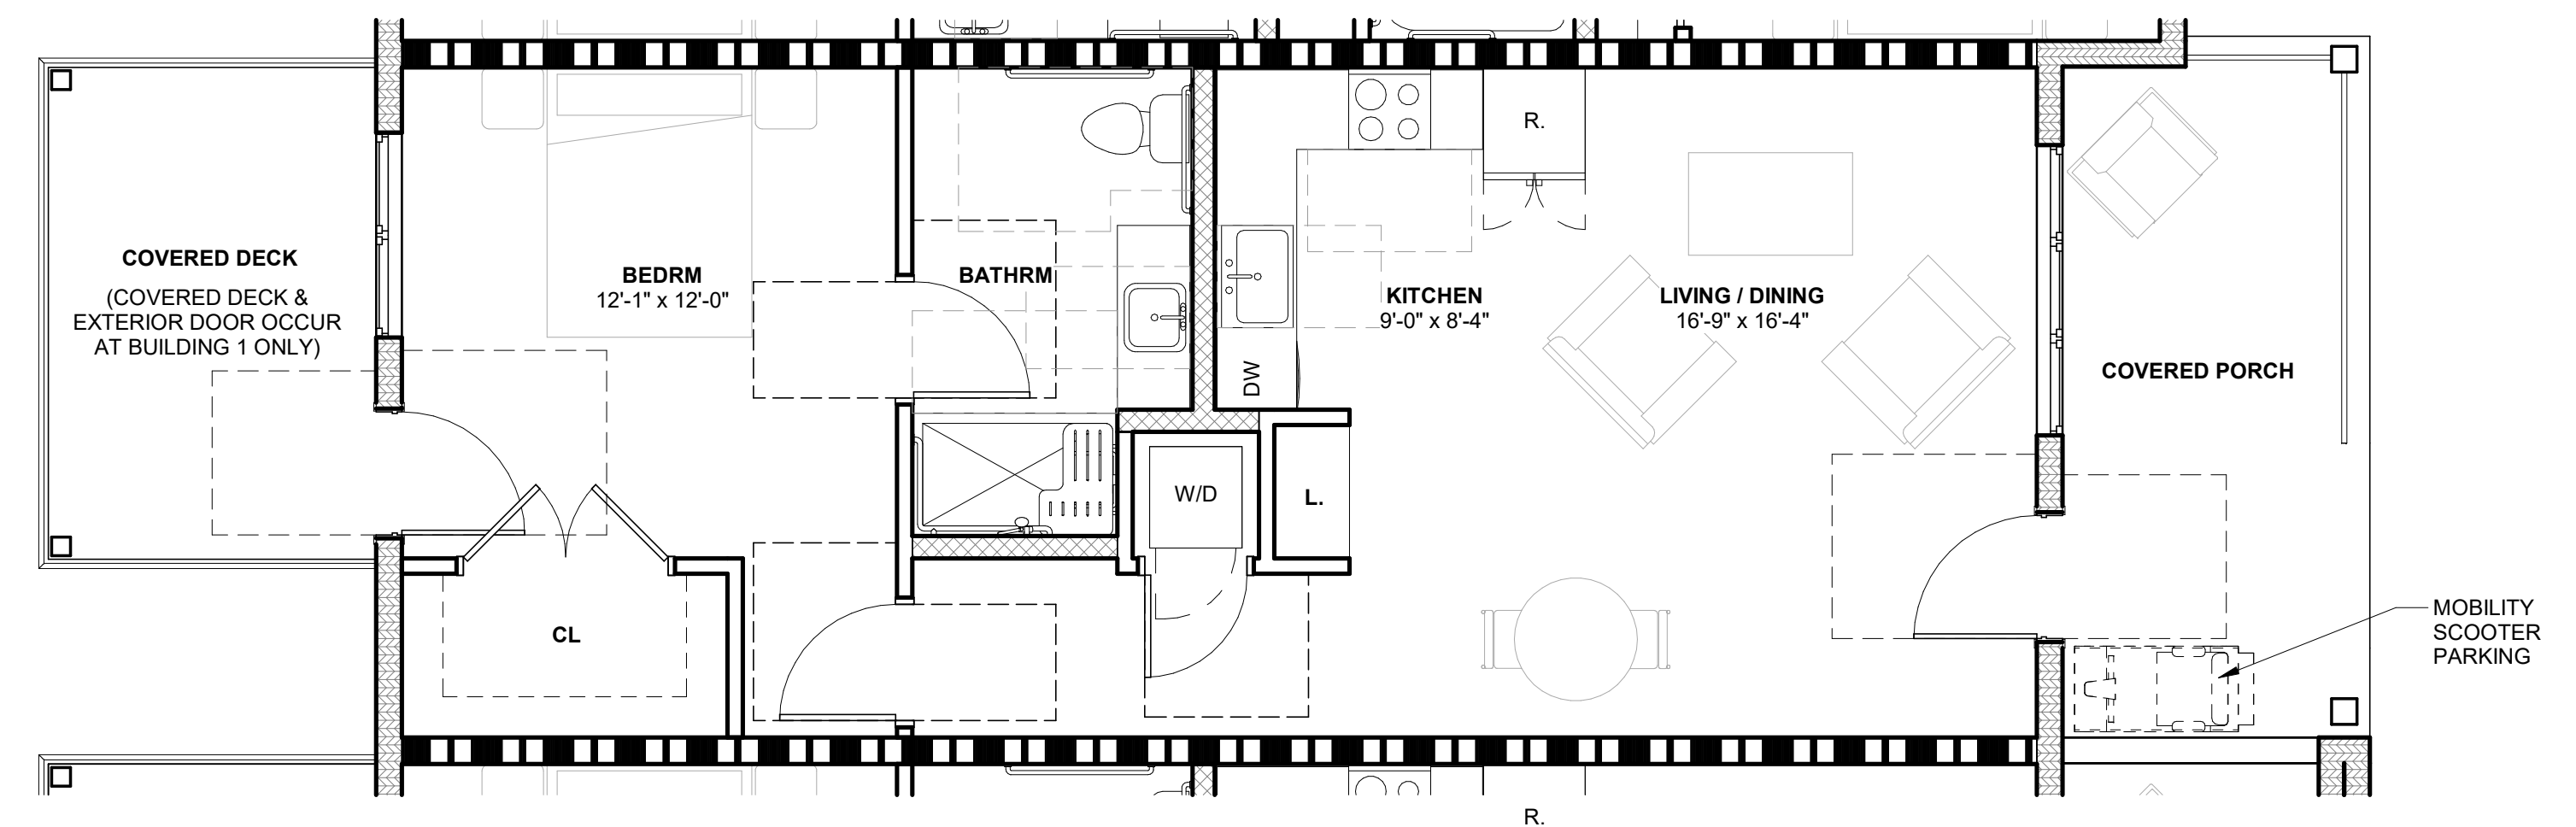 COVERED DECK
(COVERED DECK &
EXTERIOR DOOR OCCUR
AT BUILDING 1 ONLY)
BEDRM
12'-1" x 12'-0"
BATHRM
R.
KITCHEN
9'-0" x 8'-4"
LIVING / DINING
16'-9" x 16'-4"
COVERED PORCH
DW
W/D
L.
CL
MOBILITY
SCOOTER
PARKING
R.